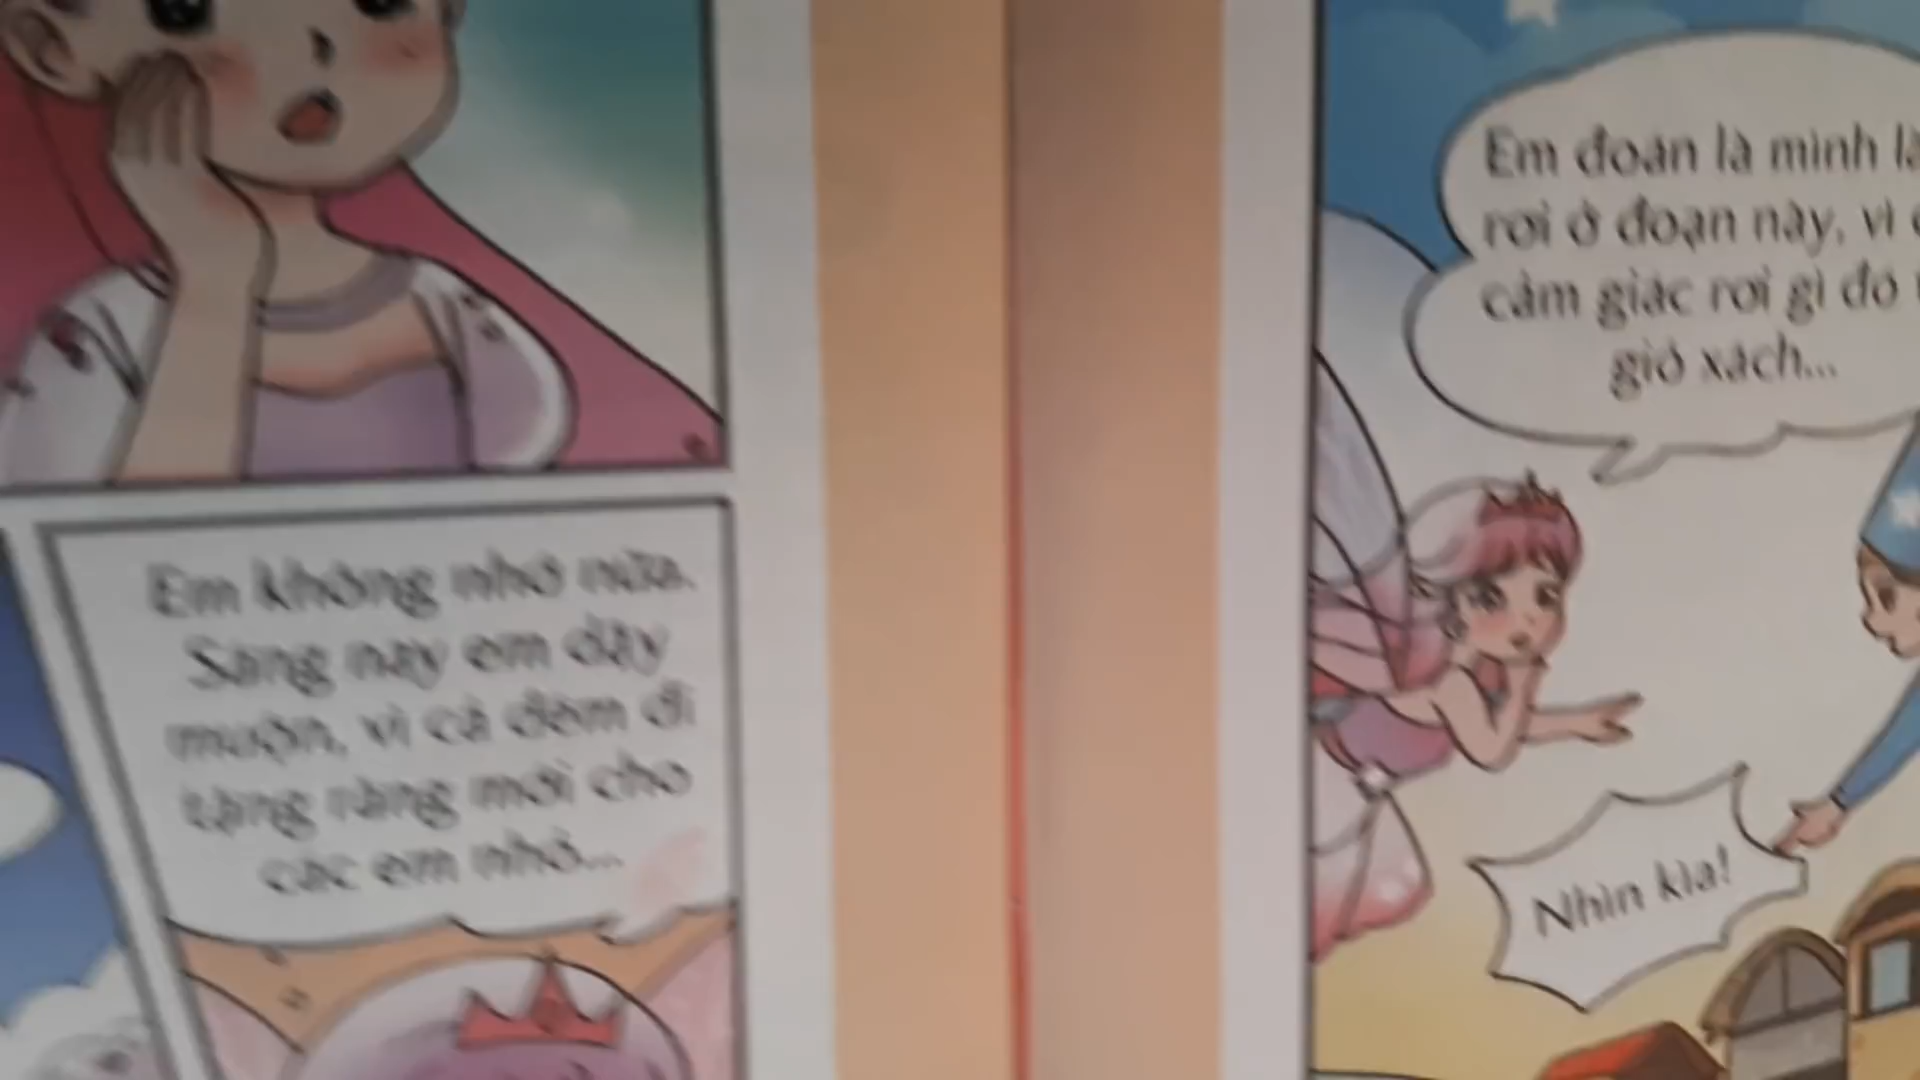 Em không nhớ nữa.
Sáng nay em dậy
muộn, vì cả đêm đi
tặng răng mới cho
các em nhỏ...
Em đoán là mình
rơi ở đoạn này, vì
cảm giác rơi gì đó
giỏ xách...
Nhìn kìa!